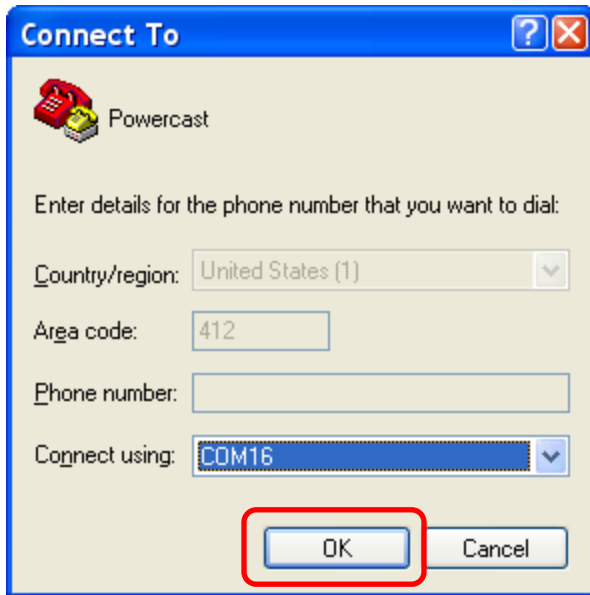 Connect To
Powercast
Enter details for the phone number that you want to dial:
Country/region: United States (1)
Area code: 412
Phone number:
Connect using: COM16
OK Cancel